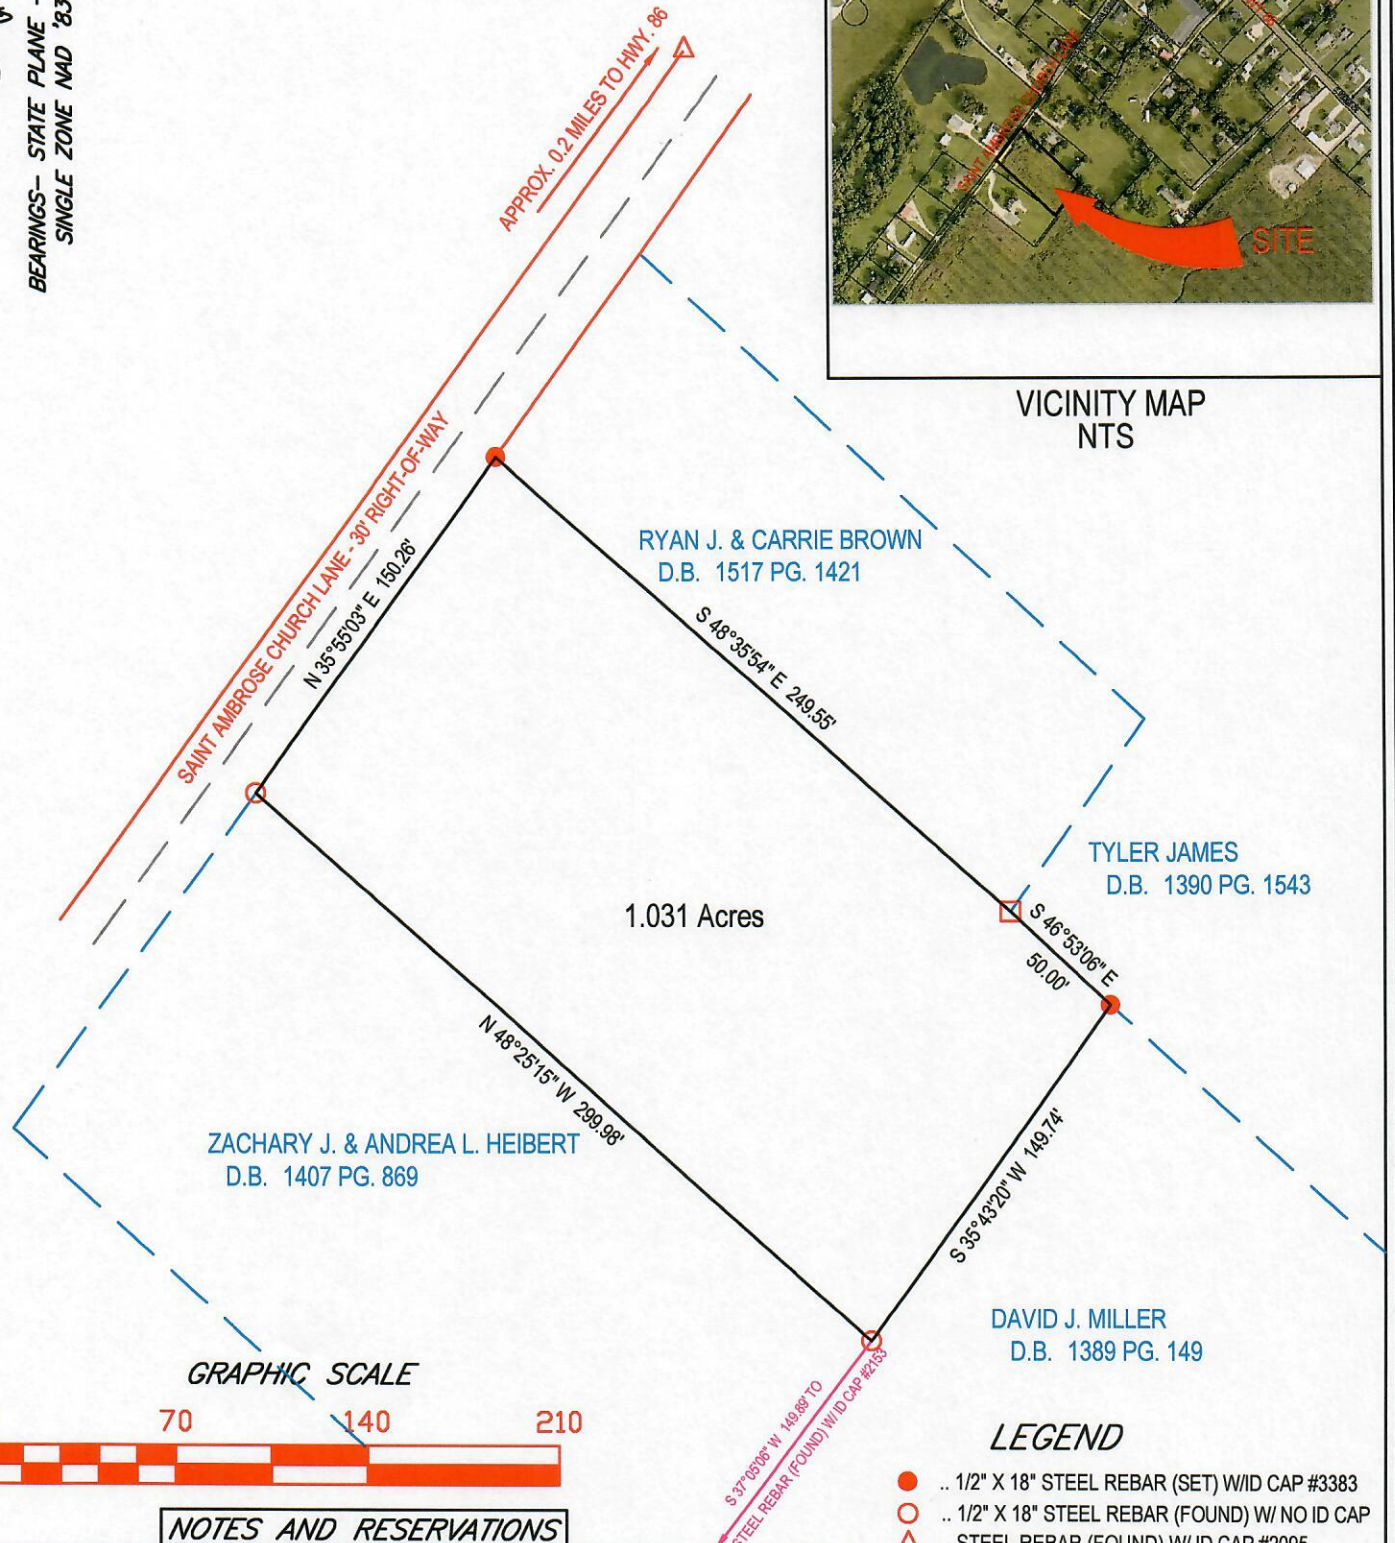 BEARINGS- STATE PLANE -
SINGLE ZONE NAD '83
APPROX. 0.2 MILES TO HWY. 86
SITE
VICINITY MAP
NTS
SAINT AMBROSE CHURCH LANE - 30' RIGHT-OF-WAY
N 35°55'03" E 150.26'
RYAN J. & CARRIE BROWN
D.B. 1517 PG. 1421
S 48°35'54" E 249.55'
TYLER JAMES
D.B. 1390 PG. 1543
1.031 Acres
S 46°53'06" E
50.00'
N 48°25'15" W 299.98'
ZACHARY J. & ANDREA L. HEIBERT
D.B. 1407 PG. 869
S 35°43'20" W 149.74'
DAVID J. MILLER
D.B. 1389 PG. 149
S 37°05'06" W 149.89' TO
STEEL REBAR (FOUND) W/ ID CAP #2153
GRAPHIC SCALE
70 140 210
NOTES AND RESERVATIONS
LEGEND
.. 1/2" X 18" STEEL REBAR (SET) W/ID CAP #3383
.. 1/2" X 18" STEEL REBAR (FOUND) W/ NO ID CAP
STEEL REBAR (FOUND) W/ ID CAP #2095